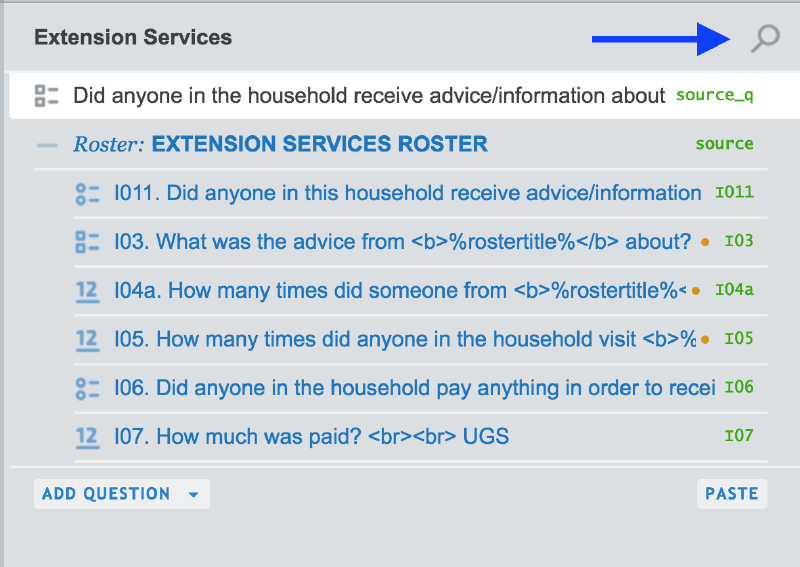 Extension Services
Did anyone in the household receive advice/information about source_q
Roster: EXTENSION SERVICES ROSTER source
I011. Did anyone in this household receive advice/information I011
I03. What was the advice from <b>%rostertitle%</b> about? I03
12 I04a. How many times did someone from <b>%rostertitle%< I04a
12 I05. How many times did anyone in the household visit <b>% I05
I06. Did anyone in the household pay anything in order to recei I06
12 I07. How much was paid? <br><br> UGS I07
ADD QUESTION PASTE